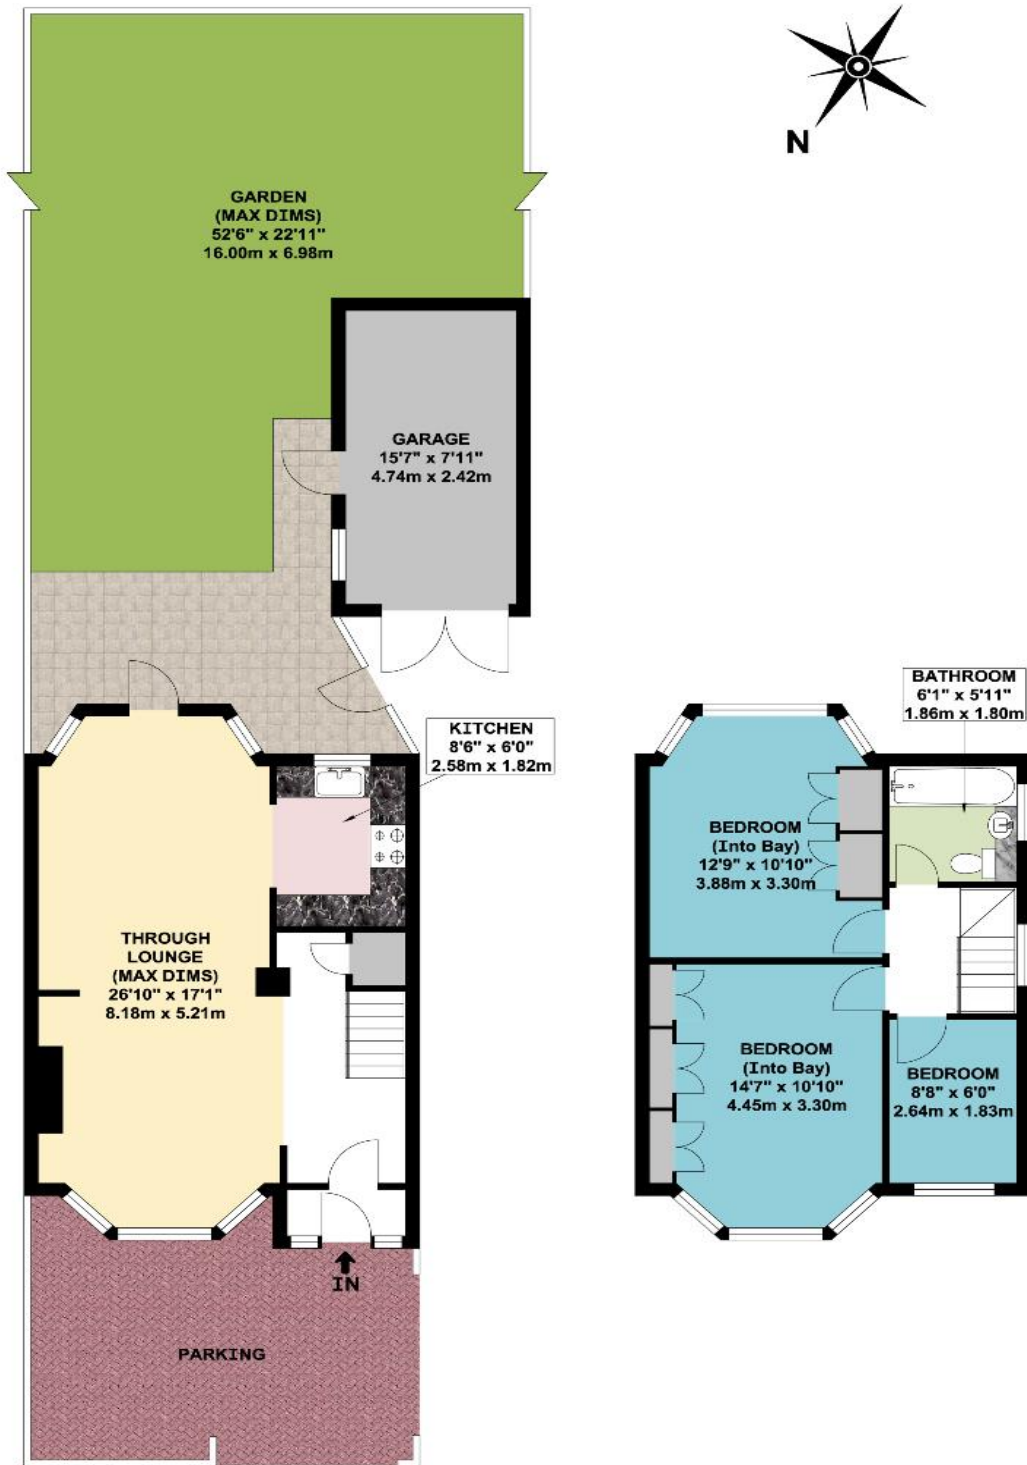 N
GARDEN
(MAX DIMS)
52'6" x 22'11"
16.00m x 6.98m
GARAGE
15'7" x 7'11"
4.74m x 2.42m
KITCHEN
8'6" x 6'0"
2.58m x 1.82m
THROUGH
LOUNGE
(MAX DIMS)
26'10" x 17'1"
8.18m x 5.21m
IN
PARKING
BATHROOM
6'1" x 5'11"
1.86m x 1.80m
BEDROOM
(Into Bay)
12'9" x 10'10"
3.88m x 3.30m
BEDROOM
(Into Bay)
14'7" x 10'10"
4.45m x 3.30m
BEDROOM
8'8" x 6'0"
2.64m x 1.83m